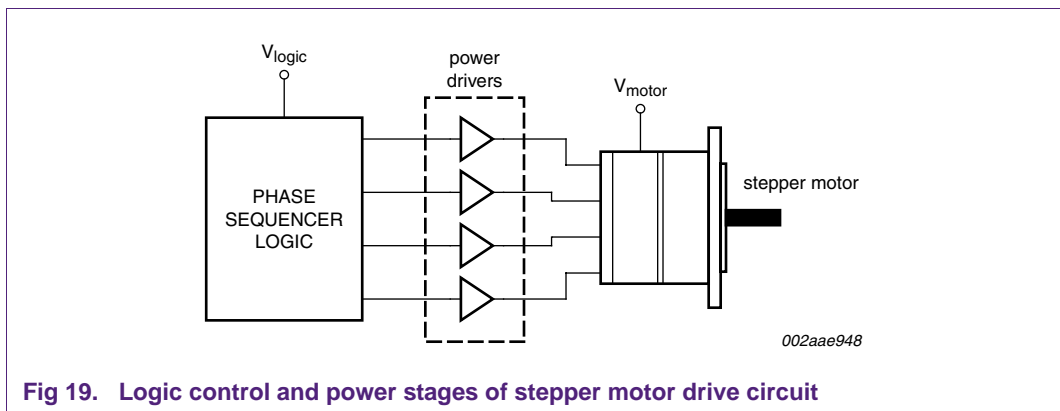 Vlogic
power
drivers
Vmotor
PHASE
SEQUENCER
LOGIC
stepper motor
002aae948
Fig 19. Logic control and power stages of stepper motor drive circuit